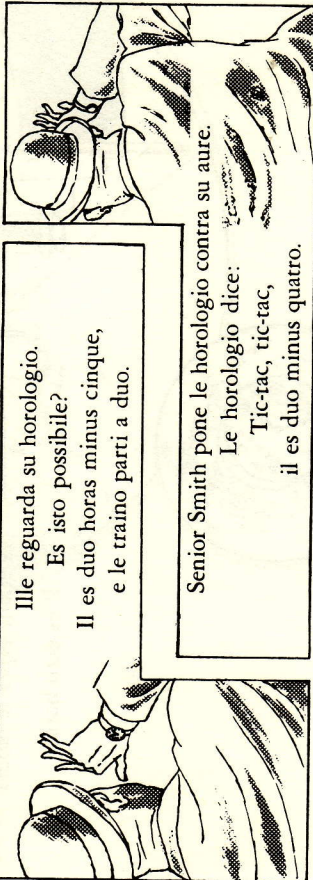 Ille reguarda su horologio.
Es isto possibile?
Il es duo horas minus cinque,
e le traino parti a duo.
Senior Smith pone le horologio contra su aure.
Le horologio dice:
Tic-tac, tic-tac,
il es duo minus quatro.